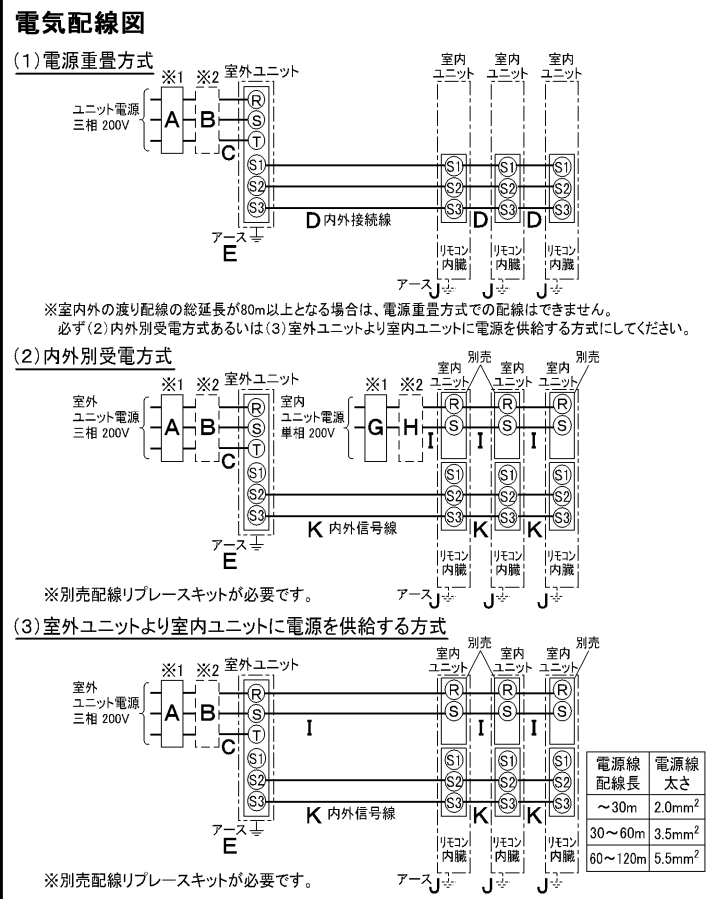 電気配線図
(1)電源重畳方式
※1 ※2 室外ユニット
室内ユニット 室内ユニット 室内ユニット
ユニット電源
三相 200V
A B C
R
S
T
S1 S1 S1 S1
S2 S2 S2 S2
S3 S3 S3 S3
D 内外接続線 D D
アース
E
リモコン内臓 リモコン内臓 リモコン内臓
アース J J J
※室内外の渡り配線の総延長が80m以上となる場合は、電源重畳方式での配線はできません。
必ず(2)内外別受電方式あるいは(3)室外ユニットより室内ユニットに電源を供給する方式にしてください。
(2)内外別受電方式
※1 ※2 室外ユニット
※1 ※2 室内ユニット 別売 室内ユニット 室内ユニット 別売
室外
ユニット電源
三相 200V
A B C
室内
ユニット電源
単相 200V
G H I I I
R R R R
S S S S
T
S1 S1 S1 S1
S2 S2 S2 S2
S3 S3 S3 S3
K 内外信号線 K K
アース
E
リモコン内臓 リモコン内臓 リモコン内臓
※別売配線リプレースキットが必要です。
アース J J J
(3)室外ユニットより室内ユニットに電源を供給する方式
※1 ※2 室外ユニット
室内ユニット 別売 室内ユニット 室内ユニット 別売
室外
ユニット電源
三相 200V
A B C
R R R R
S S S S
T
I I I
S1 S1 S1 S1
S2 S2 S2 S2
S3 S3 S3 S3
K 内外信号線 K K
アース
E
リモコン内臓 リモコン内臓 リモコン内臓
電源線配線長 電源線太さ
～30m 2.0mm²
30～60m 3.5mm²
60～120m 5.5mm²
※別売配線リプレースキットが必要です。
アース J J J